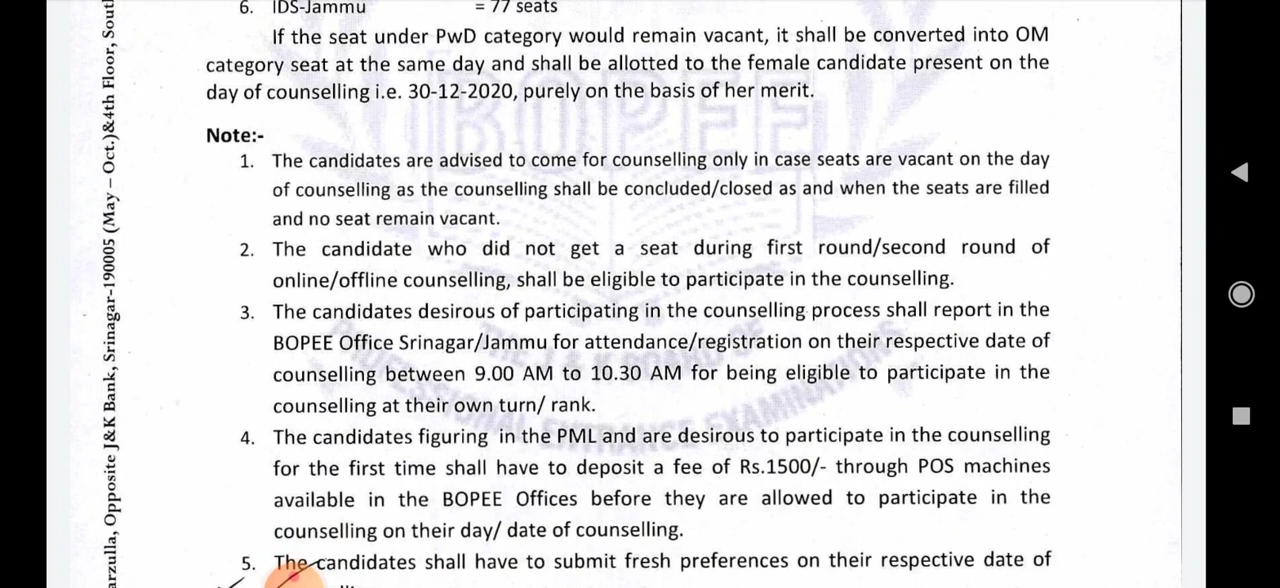 6. IDS-Jammu = 77 seats
If the seat under PwD category would remain vacant, it shall be converted into OM
category seat at the same day and shall be allotted to the female candidate present on the
day of counselling i.e. 30-12-2020, purely on the basis of her merit.
Note:-
1. The candidates are advised to come for counselling only in case seats are vacant on the day
of counselling as the counselling shall be concluded/closed as and when the seats are filled
and no seat remain vacant.
2. The candidate who did not get a seat during first round/second round of
online/offline counselling, shall be eligible to participate in the counselling.
3. The candidates desirous of participating in the counselling process shall report in the
BOPEE Office Srinagar/Jammu for attendance/registration on their respective date of
counselling between 9.00 AM to 10.30 AM for being eligible to participate in the
counselling at their own turn/ rank.
4. The candidates figuring in the PML and are desirous to participate in the counselling
for the first time shall have to deposit a fee of Rs.1500/- through POS machines
available in the BOPEE Offices before they are allowed to participate in the
counselling on their day/ date of counselling.
5. The candidates shall have to submit fresh preferences on their respective date of
arzulla, Opposite J&K Bank, Srinagar-190005 (May – Oct.)&4th Floor, Sout
BOPEE
THE J & K BOARD OF
PROFESSIONAL ENTRANCE EXAMINATIONS